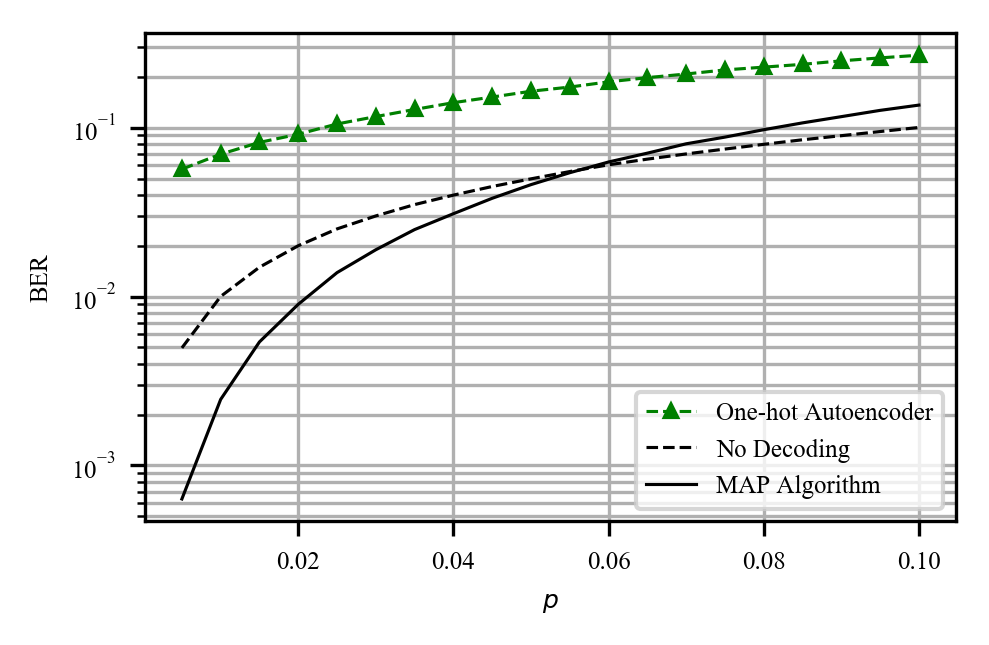 BER
10⁻¹
10⁻²
10⁻³
One-hot Autoencoder
No Decoding
MAP Algorithm
0.02 0.04 0.06 0.08 0.10
p